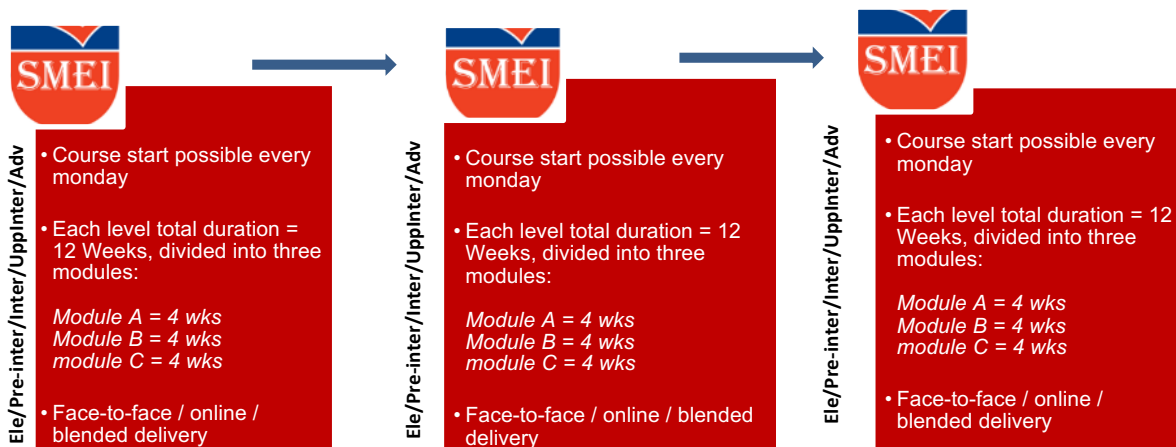 SMEI
Ele/Pre-inter/Inter/UppInter/Adv
• Course start possible every
monday
• Each level total duration =
12 Weeks, divided into three
modules:
Module A = 4 wks
Module B = 4 wks
module C = 4 wks
• Face-to-face / online /
blended delivery
SMEI
Ele/Pre-inter/Inter/UppInter/Adv
• Course start possible every
monday
• Each level total duration = 12
Weeks, divided into three
modules:
Module A = 4 wks
Module B = 4 wks
module C = 4 wks
• Face-to-face / online / blended
delivery
SMEI
Ele/Pre-inter/Inter/UppInter/Adv
• Course start possible every
monday
• Each level total duration = 12
Weeks, divided into three
modules:
Module A = 4 wks
Module B = 4 wks
module C = 4 wks
• Face-to-face / online /
blended delivery